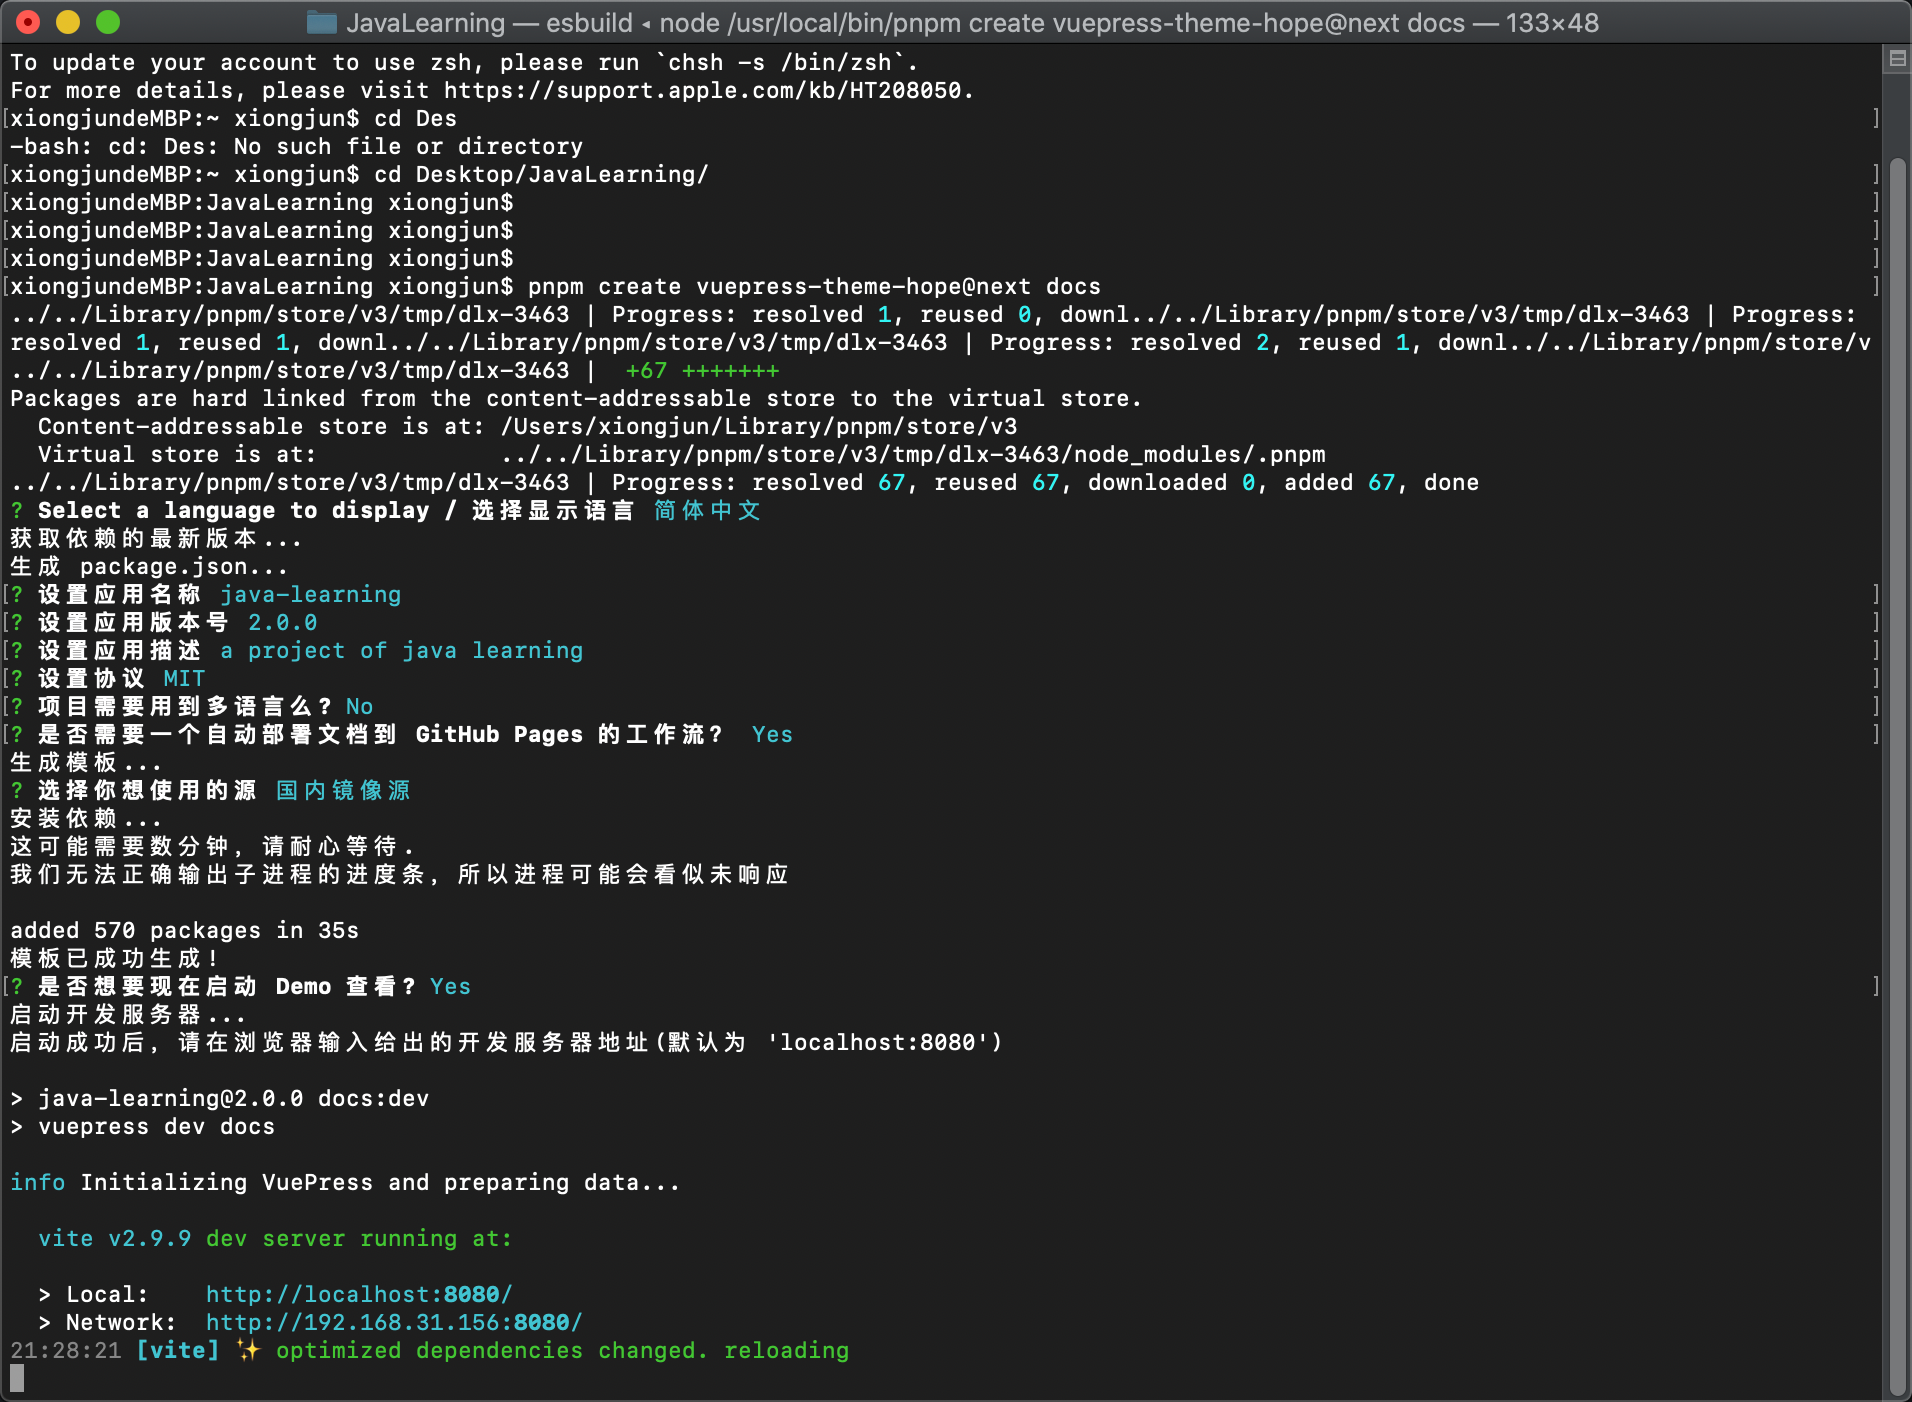 JavaLearning — esbuild ◂ node /usr/local/bin/pnpm create vuepress-theme-hope@next docs — 133×48
To update your account to use zsh, please run `chsh -s /bin/zsh`.
For more details, please visit https://support.apple.com/kb/HT208050.
[xiongjundeMBP:~ xiongjun$ cd Des ]
-bash: cd: Des: No such file or directory
[xiongjundeMBP:~ xiongjun$ cd Desktop/JavaLearning/ ]
[xiongjundeMBP:JavaLearning xiongjun$ ]
[xiongjundeMBP:JavaLearning xiongjun$ ]
[xiongjundeMBP:JavaLearning xiongjun$ ]
[xiongjundeMBP:JavaLearning xiongjun$ pnpm create vuepress-theme-hope@next docs ]
../../Library/pnpm/store/v3/tmp/dlx-3463 | Progress: resolved 1, reused 0, downl../../Library/pnpm/store/v3/tmp/dlx-3463 | Progress:
resolved 1, reused 1, downl../../Library/pnpm/store/v3/tmp/dlx-3463 | Progress: resolved 2, reused 1, downl../../Library/pnpm/store/v
../../Library/pnpm/store/v3/tmp/dlx-3463 |  +67 +++++++
Packages are hard linked from the content-addressable store to the virtual store.
  Content-addressable store is at: /Users/xiongjun/Library/pnpm/store/v3
  Virtual store is at:             ../../Library/pnpm/store/v3/tmp/dlx-3463/node_modules/.pnpm
../../Library/pnpm/store/v3/tmp/dlx-3463 | Progress: resolved 67, reused 67, downloaded 0, added 67, done
? Select a language to display / 选择显示语言 简体中文
获取依赖的最新版本...
生成 package.json...
[? 设置应用名称 java-learning ]
[? 设置应用版本号 2.0.0 ]
[? 设置应用描述 a project of java learning ]
[? 设置协议 MIT ]
[? 项目需要用到多语言么? No ]
[? 是否需要一个自动部署文档到 GitHub Pages 的工作流？ Yes ]
生成模板...
? 选择你想使用的源 国内镜像源
安装依赖...
这可能需要数分钟，请耐心等待.
我们无法正确输出子进程的进度条，所以进程可能会看似未响应
added 570 packages in 35s
模板已成功生成!
[? 是否想要现在启动 Demo 查看? Yes ]
启动开发服务器...
启动成功后，请在浏览器输入给出的开发服务器地址(默认为 'localhost:8080')
> java-learning@2.0.0 docs:dev
> vuepress dev docs
info Initializing VuePress and preparing data...
  vite v2.9.9 dev server running at:
  > Local:    http://localhost:8080/
  > Network:  http://192.168.31.156:8080/
21:28:21 [vite] ✨ optimized dependencies changed. reloading